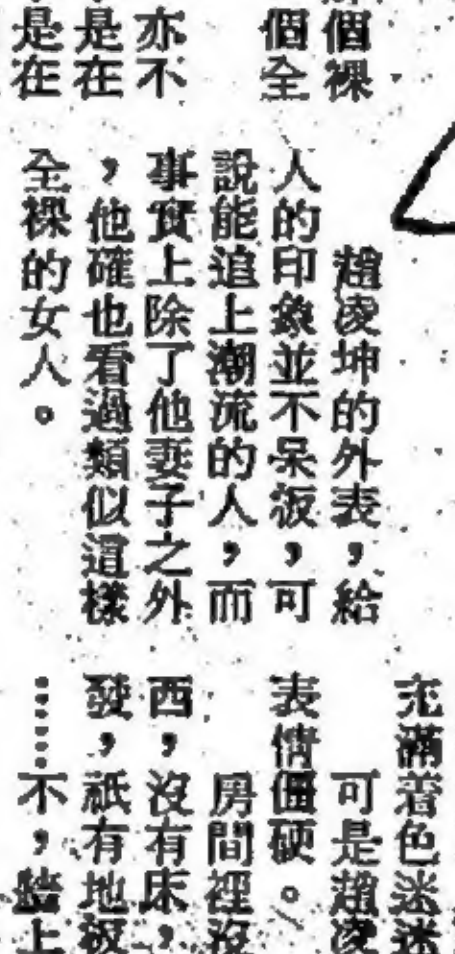 個裸
個全
亦不
是在
是在
趙凌坤的外表,給
人的印象並不呆板,可
說能追上潮流的人,而
事實上除了他妻子之外
,他確也看過類似這樣
全裸的女人。
充滿着色迷迷
可是趙凌
表情僵硬。
房間裡沒
西,沒有床,
發,祇有地板
……不,牆上